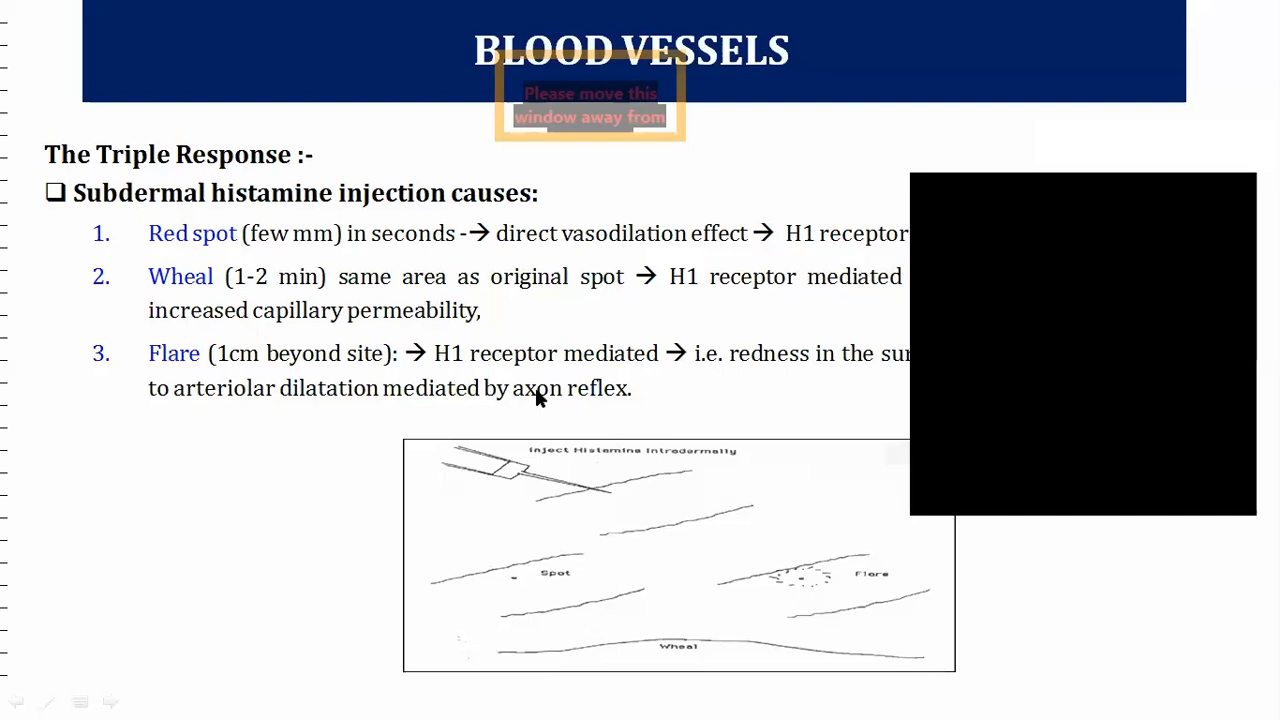 BLOOD VESSELS
Please move this
window away from
The Triple Response :-
❑ Subdermal histamine injection causes:
1. Red spot (few mm) in seconds -→ direct vasodilation effect → H1 receptor
2. Wheal (1-2 min) same area as original spot → H1 receptor mediated
increased capillary permeability,
3. Flare (1cm beyond site): → H1 receptor mediated → i.e. redness in the
to arteriolar dilatation mediated by axon reflex.
Inject Histamine Intradermally
Spot
Flare
Wheal